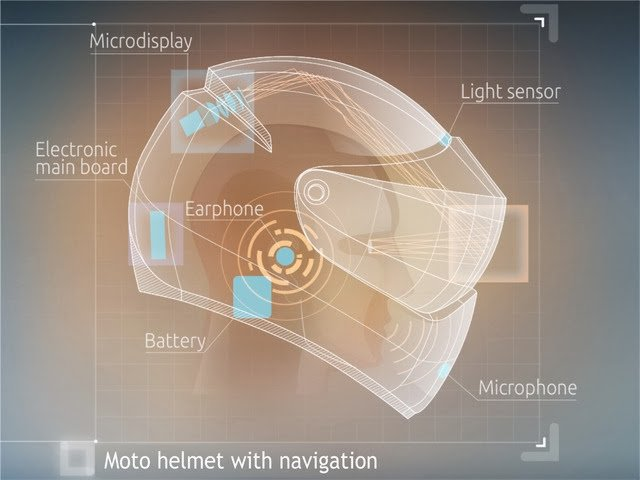 Microdisplay
Light sensor
Electronic
main board
Earphone
Battery
Microphone
Moto helmet with navigation